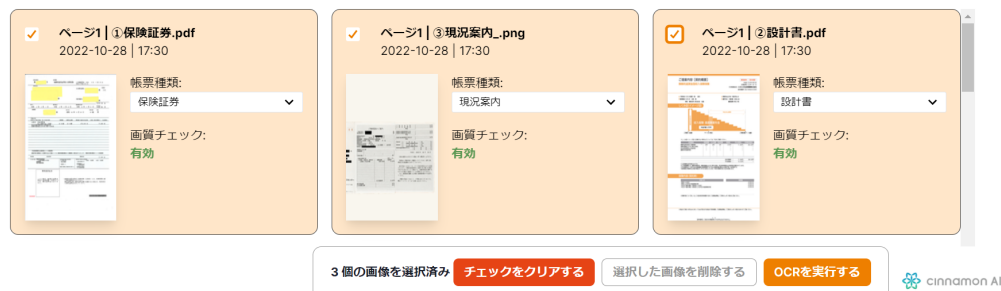 ページ1 | ①保険証券.pdf
2022-10-28 | 17:30
帳票種類:
保険証券
画質チェック:
有効
ページ1 | ③現況案内_.png
2022-10-28 | 17:30
帳票種類:
現況案内
画質チェック:
有効
ページ1 | ②設計書.pdf
2022-10-28 | 17:30
帳票種類:
設計書
画質チェック:
有効
3 個の画像を選択済み チェックをクリアする 選択した画像を削除する OCRを実行する
cinnamon AI